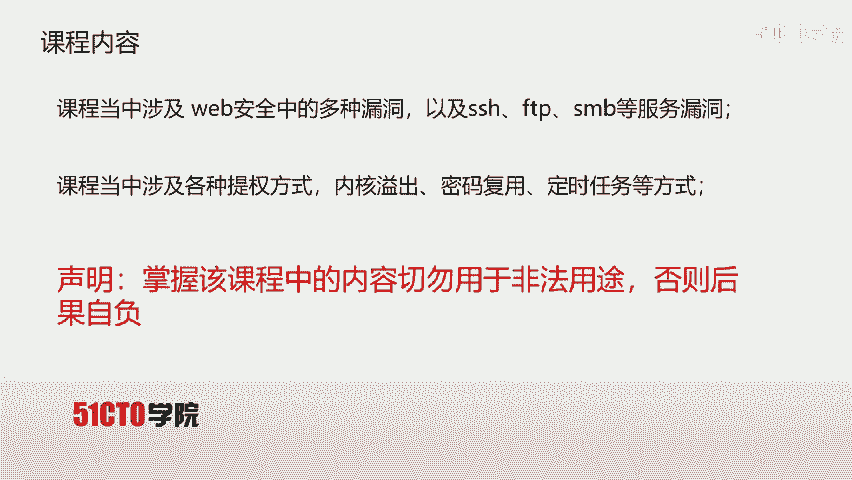 课程内容
课程当中涉及 web安全中的多种漏洞，以及ssh、ftp、smb等服务漏洞；
课程当中涉及各种提权方式，内核溢出、密码复用、定时任务等方式；
声明：掌握该课程中的内容切勿用于非法用途，否则后
果自负
51CTO学院